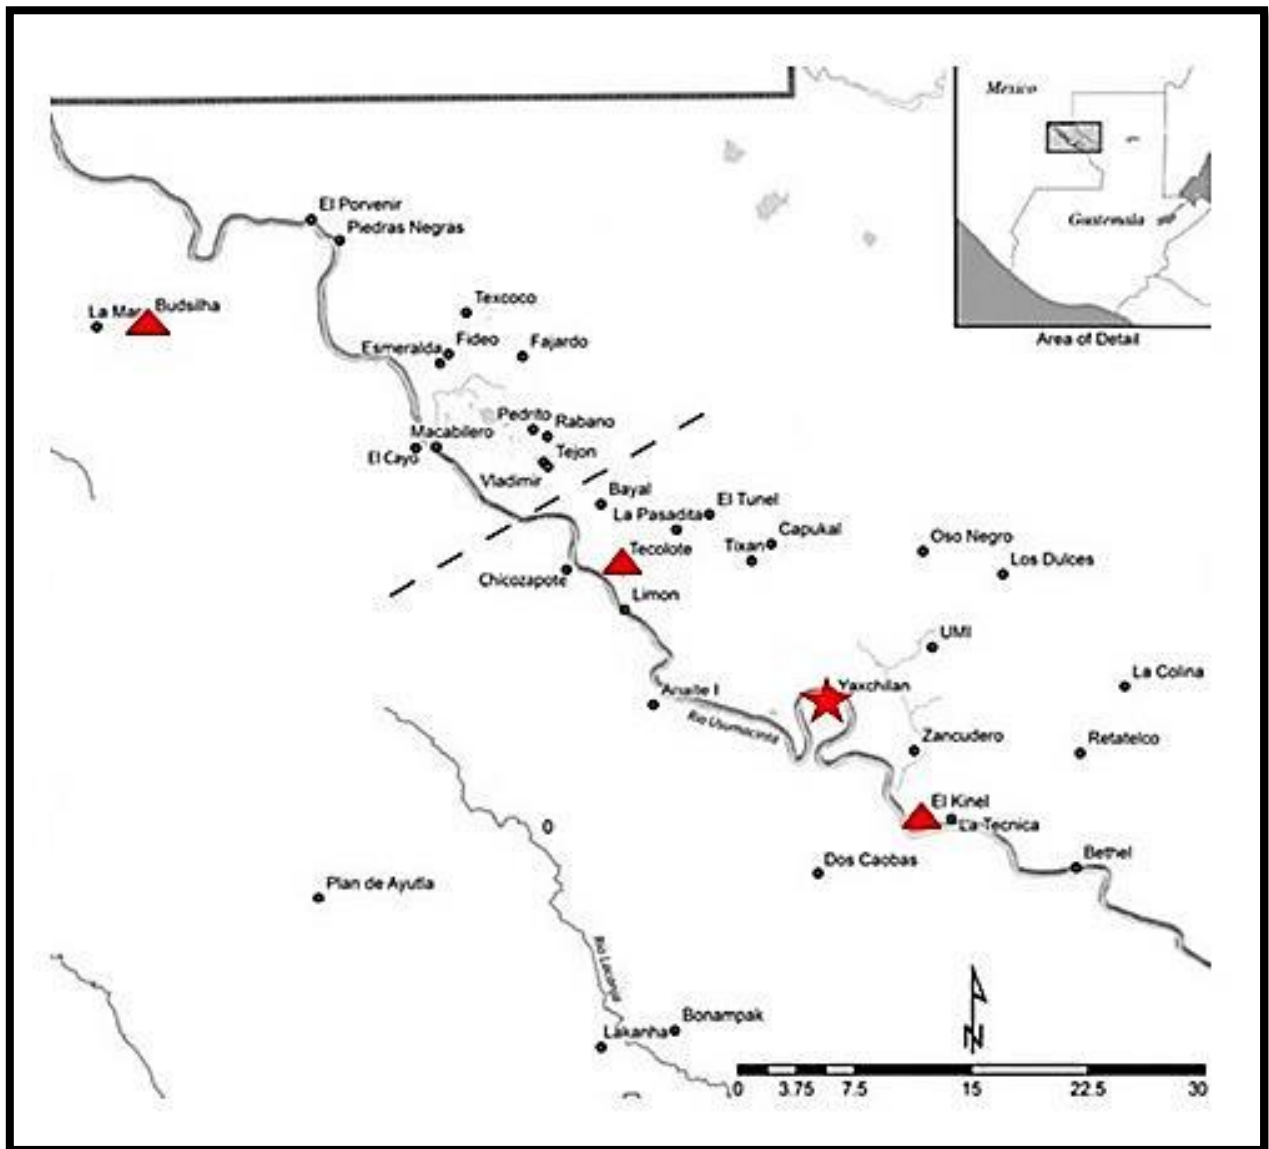 Mexico
Guatemala
Area of Detail
El Porvenir
Piedras Negras
La Mar
Budsilha
Texcoco
Fideo
Esmeralda
Fajardo
Pedrito
Rabano
Macabilero
El Cayo
Tejon
Vladimir
Bayal
El Tunel
La Pasadita
Capukal
Tixan
Tecolote
Oso Negro
Los Dulces
Chicozapote
Limon
UMI
La Colina
Yaxchilan
Anaite I
Rio Usumacinta
Zancudero
Retatelco
El Kinel
La Tecnica
Bethel
Dos Caobas
Plan de Ayutla
Rio Lacanja
Bonampak
Lakanha
N
0 3.75 7.5 15 22.5 30